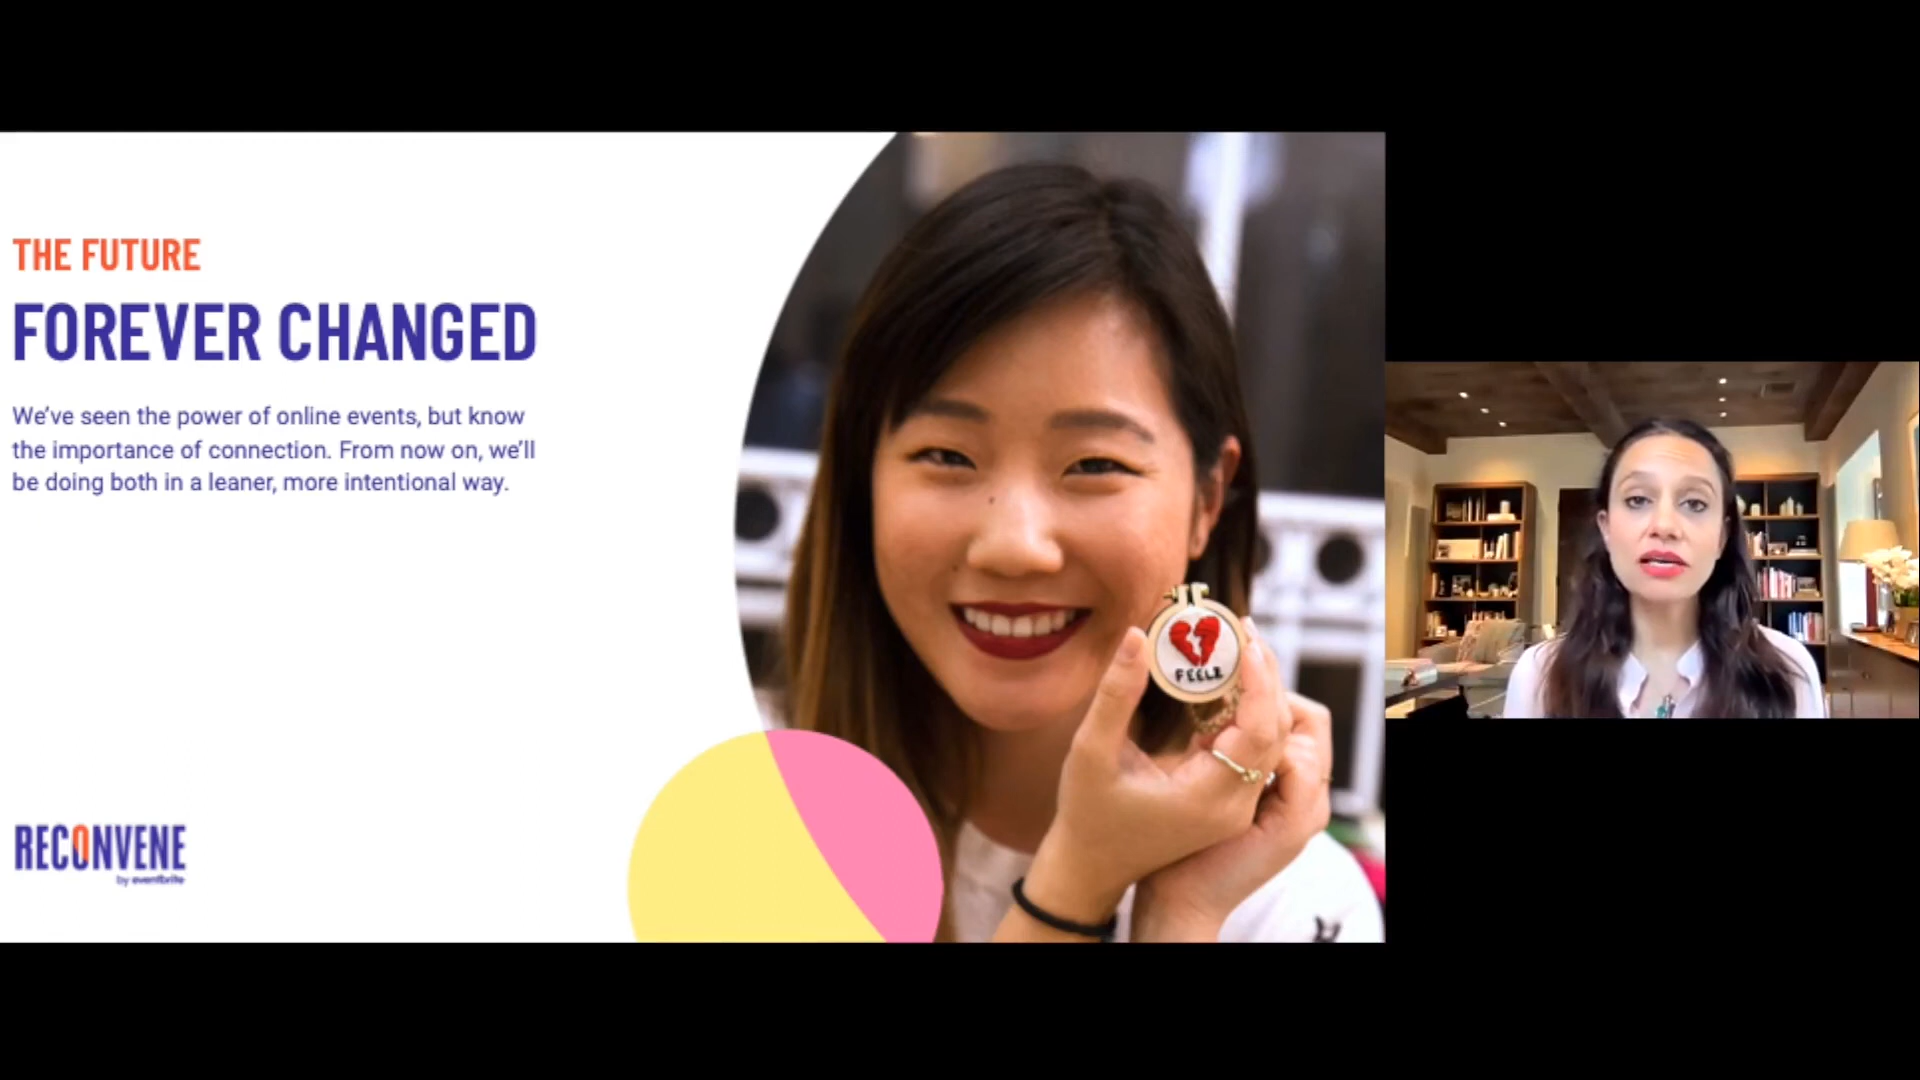 THE FUTURE
FOREVER CHANGED
We’ve seen the power of online events, but know
the importance of connection. From now on, we’ll
be doing both in a leaner, more intentional way.
FEELZ
RECONVENE
by eventbrite